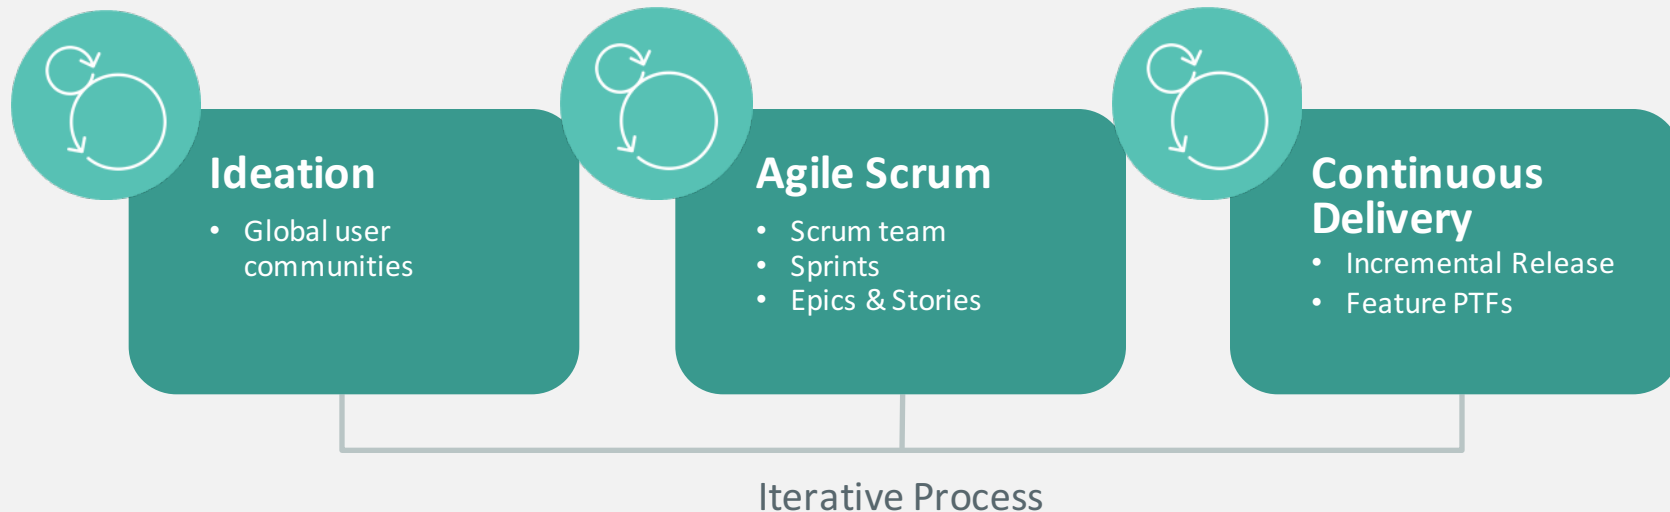 Ideation
• Global user
communities
Agile Scrum
• Scrum team
• Sprints
• Epics & Stories
Continuous
Delivery
• Incremental Release
• Feature PTFs
Iterative Process